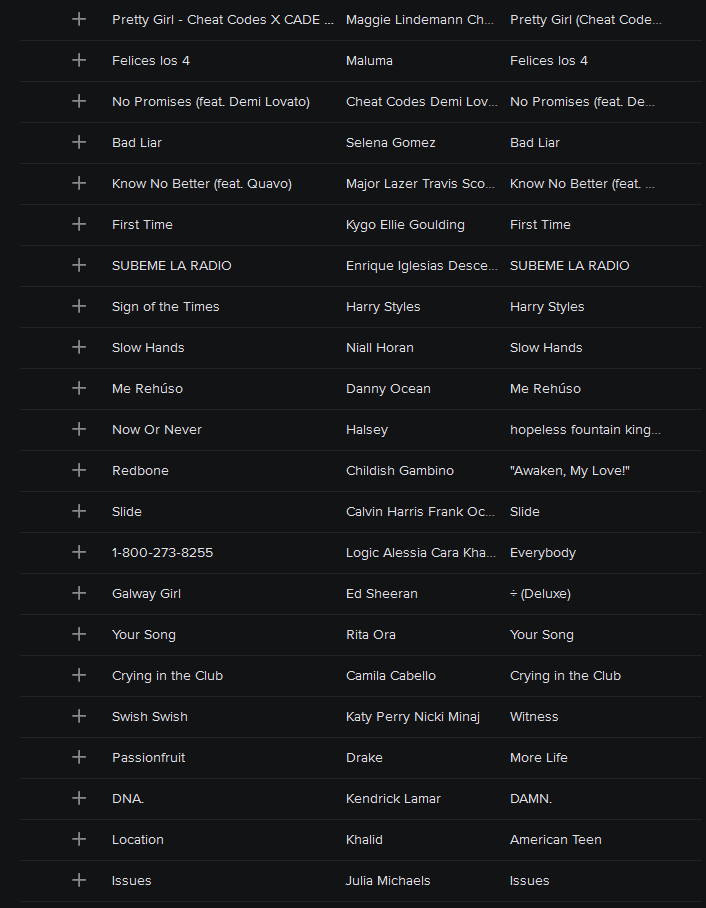 Pretty Girl - Cheat Codes X CADE ... Maggie Lindemann Ch... Pretty Girl (Cheat Code...
Felices los 4 Maluma Felices los 4
No Promises (feat. Demi Lovato) Cheat Codes Demi Lov... No Promises (feat. De...
Bad Liar Selena Gomez Bad Liar
Know No Better (feat. Quavo) Major Lazer Travis Sco... Know No Better (feat. ...
First Time Kygo Ellie Goulding First Time
SUBEME LA RADIO Enrique Iglesias Desce... SUBEME LA RADIO
Sign of the Times Harry Styles Harry Styles
Slow Hands Niall Horan Slow Hands
Me Rehúso Danny Ocean Me Rehúso
Now Or Never Halsey hopeless fountain king...
Redbone Childish Gambino "Awaken, My Love!"
Slide Calvin Harris Frank Oc... Slide
1-800-273-8255 Logic Alessia Cara Kha... Everybody
Galway Girl Ed Sheeran ÷ (Deluxe)
Your Song Rita Ora Your Song
Crying in the Club Camila Cabello Crying in the Club
Swish Swish Katy Perry Nicki Minaj Witness
Passionfruit Drake More Life
DNA. Kendrick Lamar DAMN.
Location Khalid American Teen
Issues Julia Michaels Issues